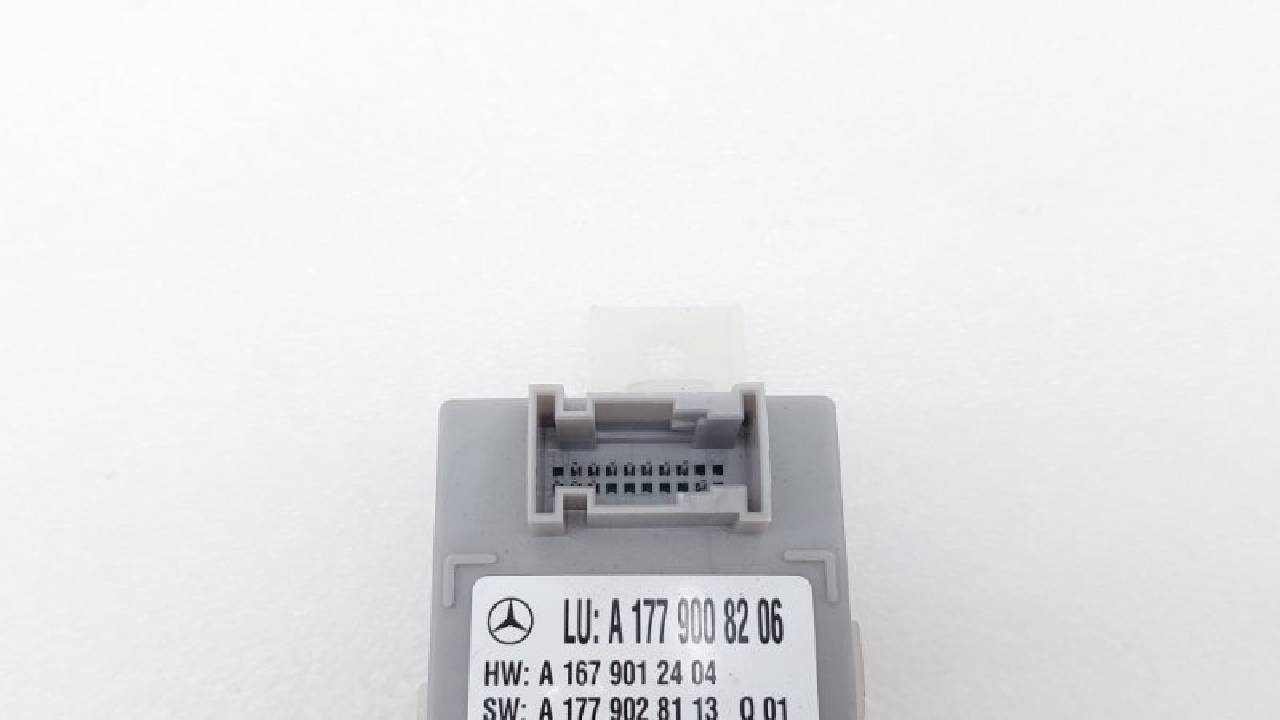 LU: A 177 900 82 06
HW: A 167 901 24 04
SW: A 177 902 81 13 Q 01